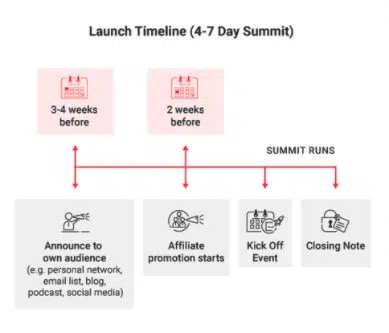 Launch Timeline (4-7 Day Summit)
3-4 weeks
before
2 weeks
before
SUMMIT RUNS
Announce to
own audience
(e.g. personal network,
email list, blog,
podcast, social media)
Affiliate
promotion starts
Kick Off
Event
Closing Note